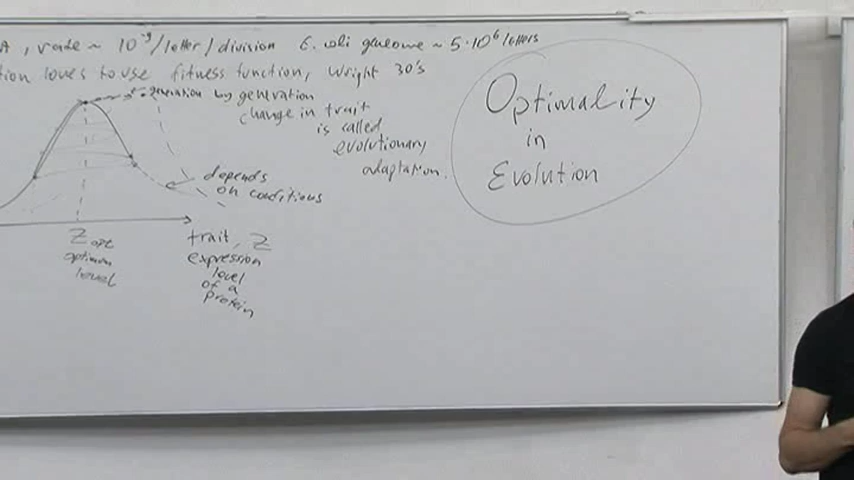 A, rate ~ 10⁻⁹/letter/division E. coli genome ~ 5·10⁶ letters
tion loves to use fitness function, Wright 30's
generation by generation
change in trait
is called
evolutionary
adaptation.
depends
on conditions
Z opt
optimum
level
trait, Z
expression
level
of a
protein
Optimality
in
Evolution